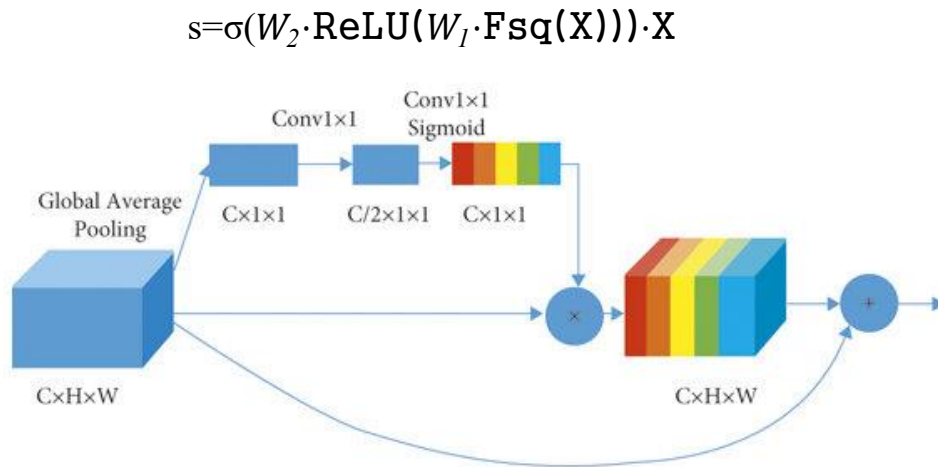 s=σ(W₂·ReLU(W₁·Fsq(X)))·X
Conv1×1
Conv1×1
Sigmoid
Global Average
Pooling
C×1×1
C/2×1×1
C×1×1
×
+
C×H×W
C×H×W